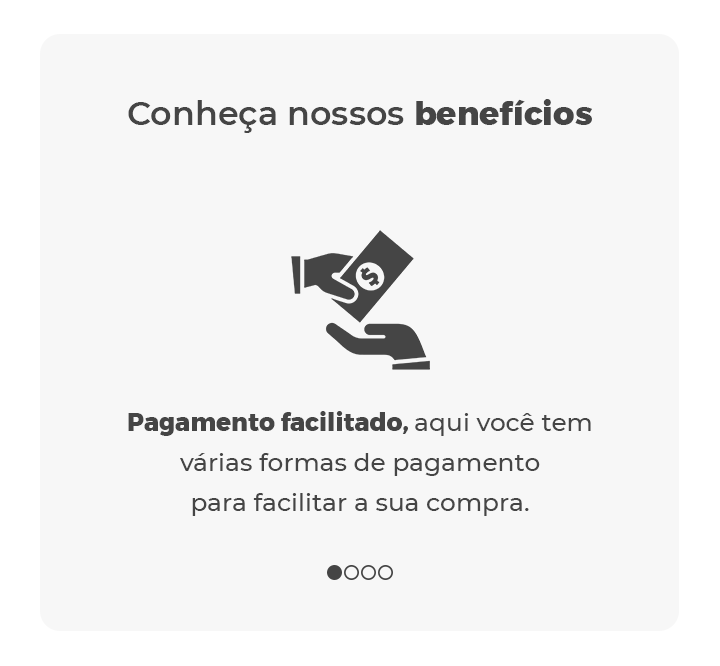 Conheça nossos benefícios
$
Pagamento facilitado, aqui você tem
várias formas de pagamento
para facilitar a sua compra.